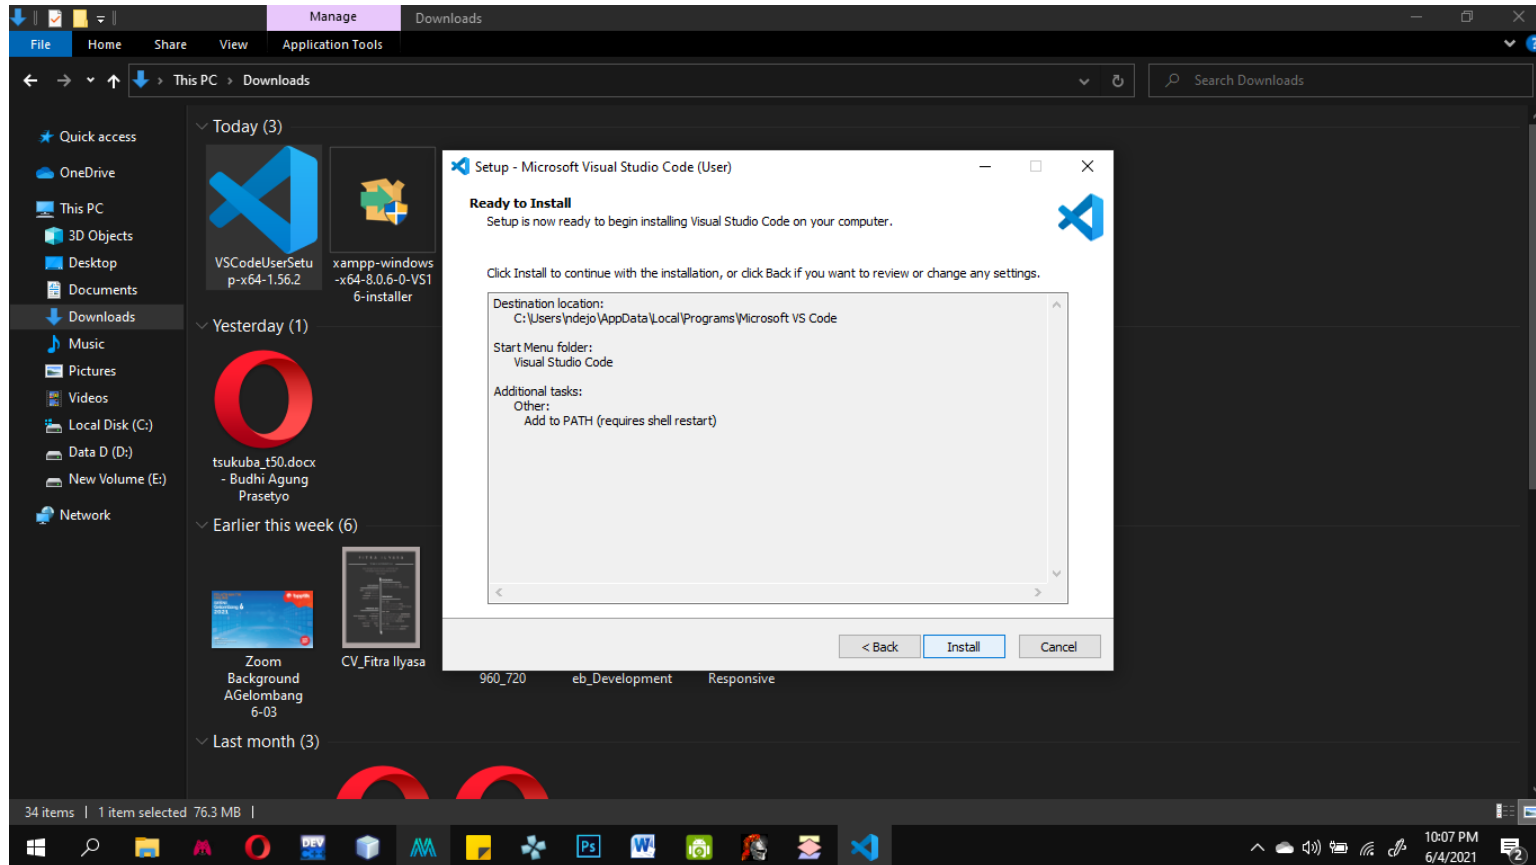 Manage
Downloads
File
Home
Share
View
Application Tools
This PC
Downloads
Search Downloads
Quick access
OneDrive
This PC
3D Objects
Desktop
Documents
Downloads
Music
Pictures
Videos
Local Disk (C:)
Data D (D:)
New Volume (E:)
Network
Today (3)
VSCodeUserSetu
p-x64-1.56.2
xampp-windows
-x64-8.0.6-0-VS1
6-installer
Yesterday (1)
tsukuba_t50.docx
- Budhi Agung
Prasetyo
Earlier this week (6)
Zoom
Background
AGelombang
6-03
CV_Fitra Ilyasa
960_720
eb_Development
Responsive
Last month (3)
Setup - Microsoft Visual Studio Code (User)
Ready to Install
Setup is now ready to begin installing Visual Studio Code on your computer.
Click Install to continue with the installation, or click Back if you want to review or change any settings.
Destination location:
C:\Users\ndejo\AppData\Local\Programs\Microsoft VS Code
Start Menu folder:
Visual Studio Code
Additional tasks:
Other:
Add to PATH (requires shell restart)
< Back
Install
Cancel
34 items
1 item selected
76.3 MB
DEV
Ps
W
10:07 PM
6/4/2021
2